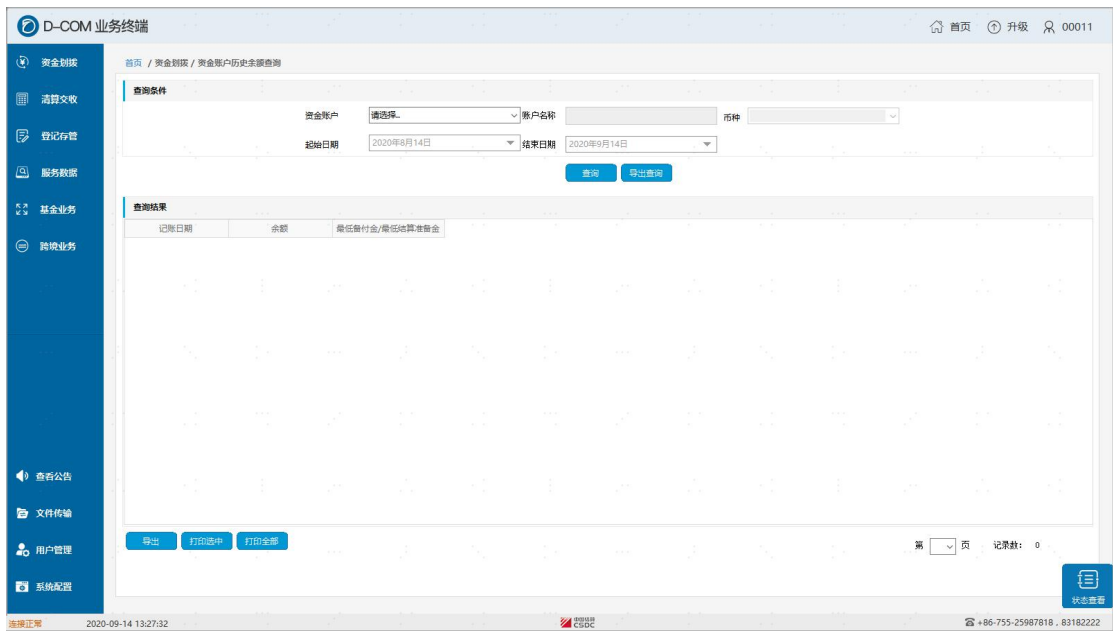 D-COM 业务终端
首页 升级 00011
资金划拨
清算交收
登记存管
服务数据
基金业务
跨境业务
查看公告
文件传输
用户管理
系统配置
首页 / 资金划拨 / 资金账户历史余额查询
查询条件
资金账户 请选择.. 账户名称 币种
起始日期 2020年8月14日 结束日期 2020年9月14日
查询 导出查询
查询结果
记账日期 余额 最低备付金/最低结算准备金
导出 打印选中 打印全部
第 页 记录数: 0
状态查看
连接正常 2020-09-14 13:27:32 中国结算 CSDC +86-755-25987818 , 83182222